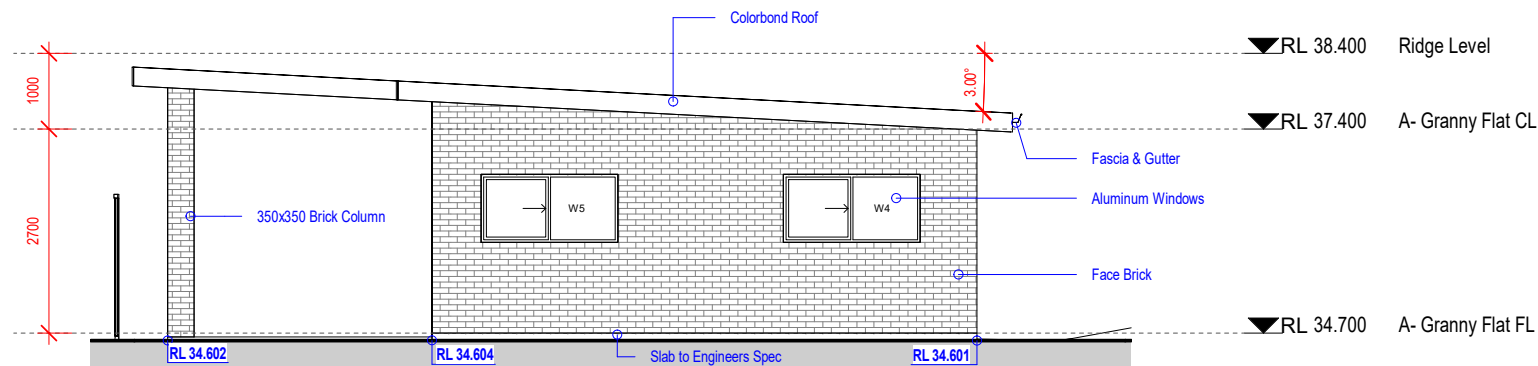 Colorbond Roof
RL 38.400 Ridge Level
1000
3.00°
RL 37.400 A- Granny Flat CL
Fascia & Gutter
350x350 Brick Column
W5
W4
Aluminum Windows
2700
Face Brick
RL 34.700 A- Granny Flat FL
RL 34.602
RL 34.604
Slab to Engineers Spec
RL 34.601